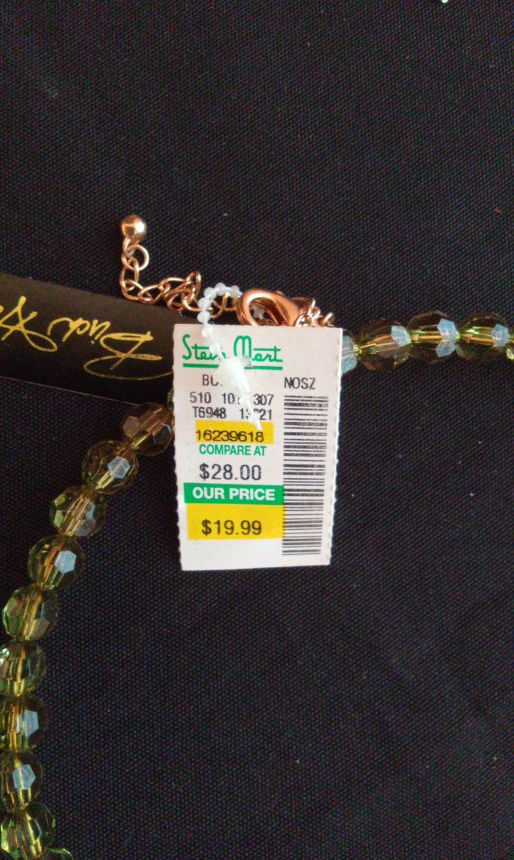 Stein Mart
NOSZ
510 307
T6948
16239618
COMPARE AT
$28.00
OUR PRICE
$19.99